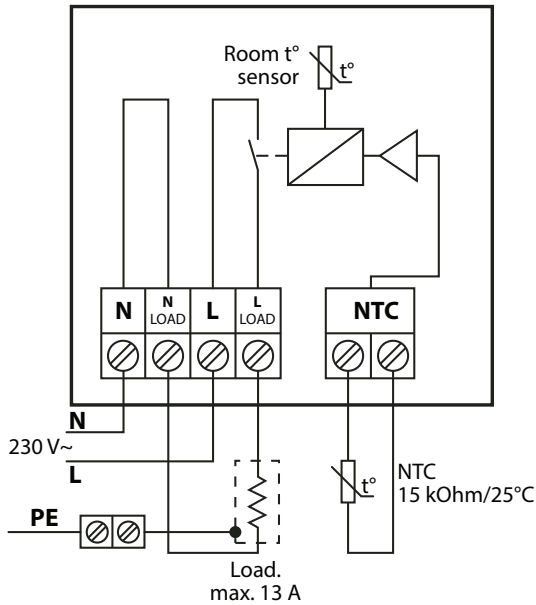 Room t°
sensor
t°
N
N
LOAD
L
L
LOAD
NTC
N
230 V~
L
PE
t°
NTC
15 kOhm/25°C
Load.
max. 13 A